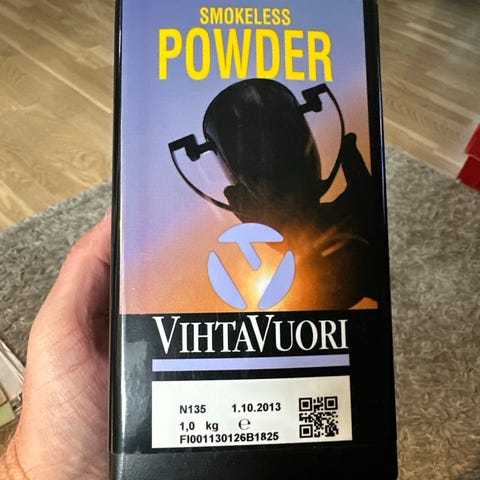 SMOKELESS
POWDER
VIHTAVUORI
N135 1.10.2013
1,0 kg ℮
FI001130126B1825